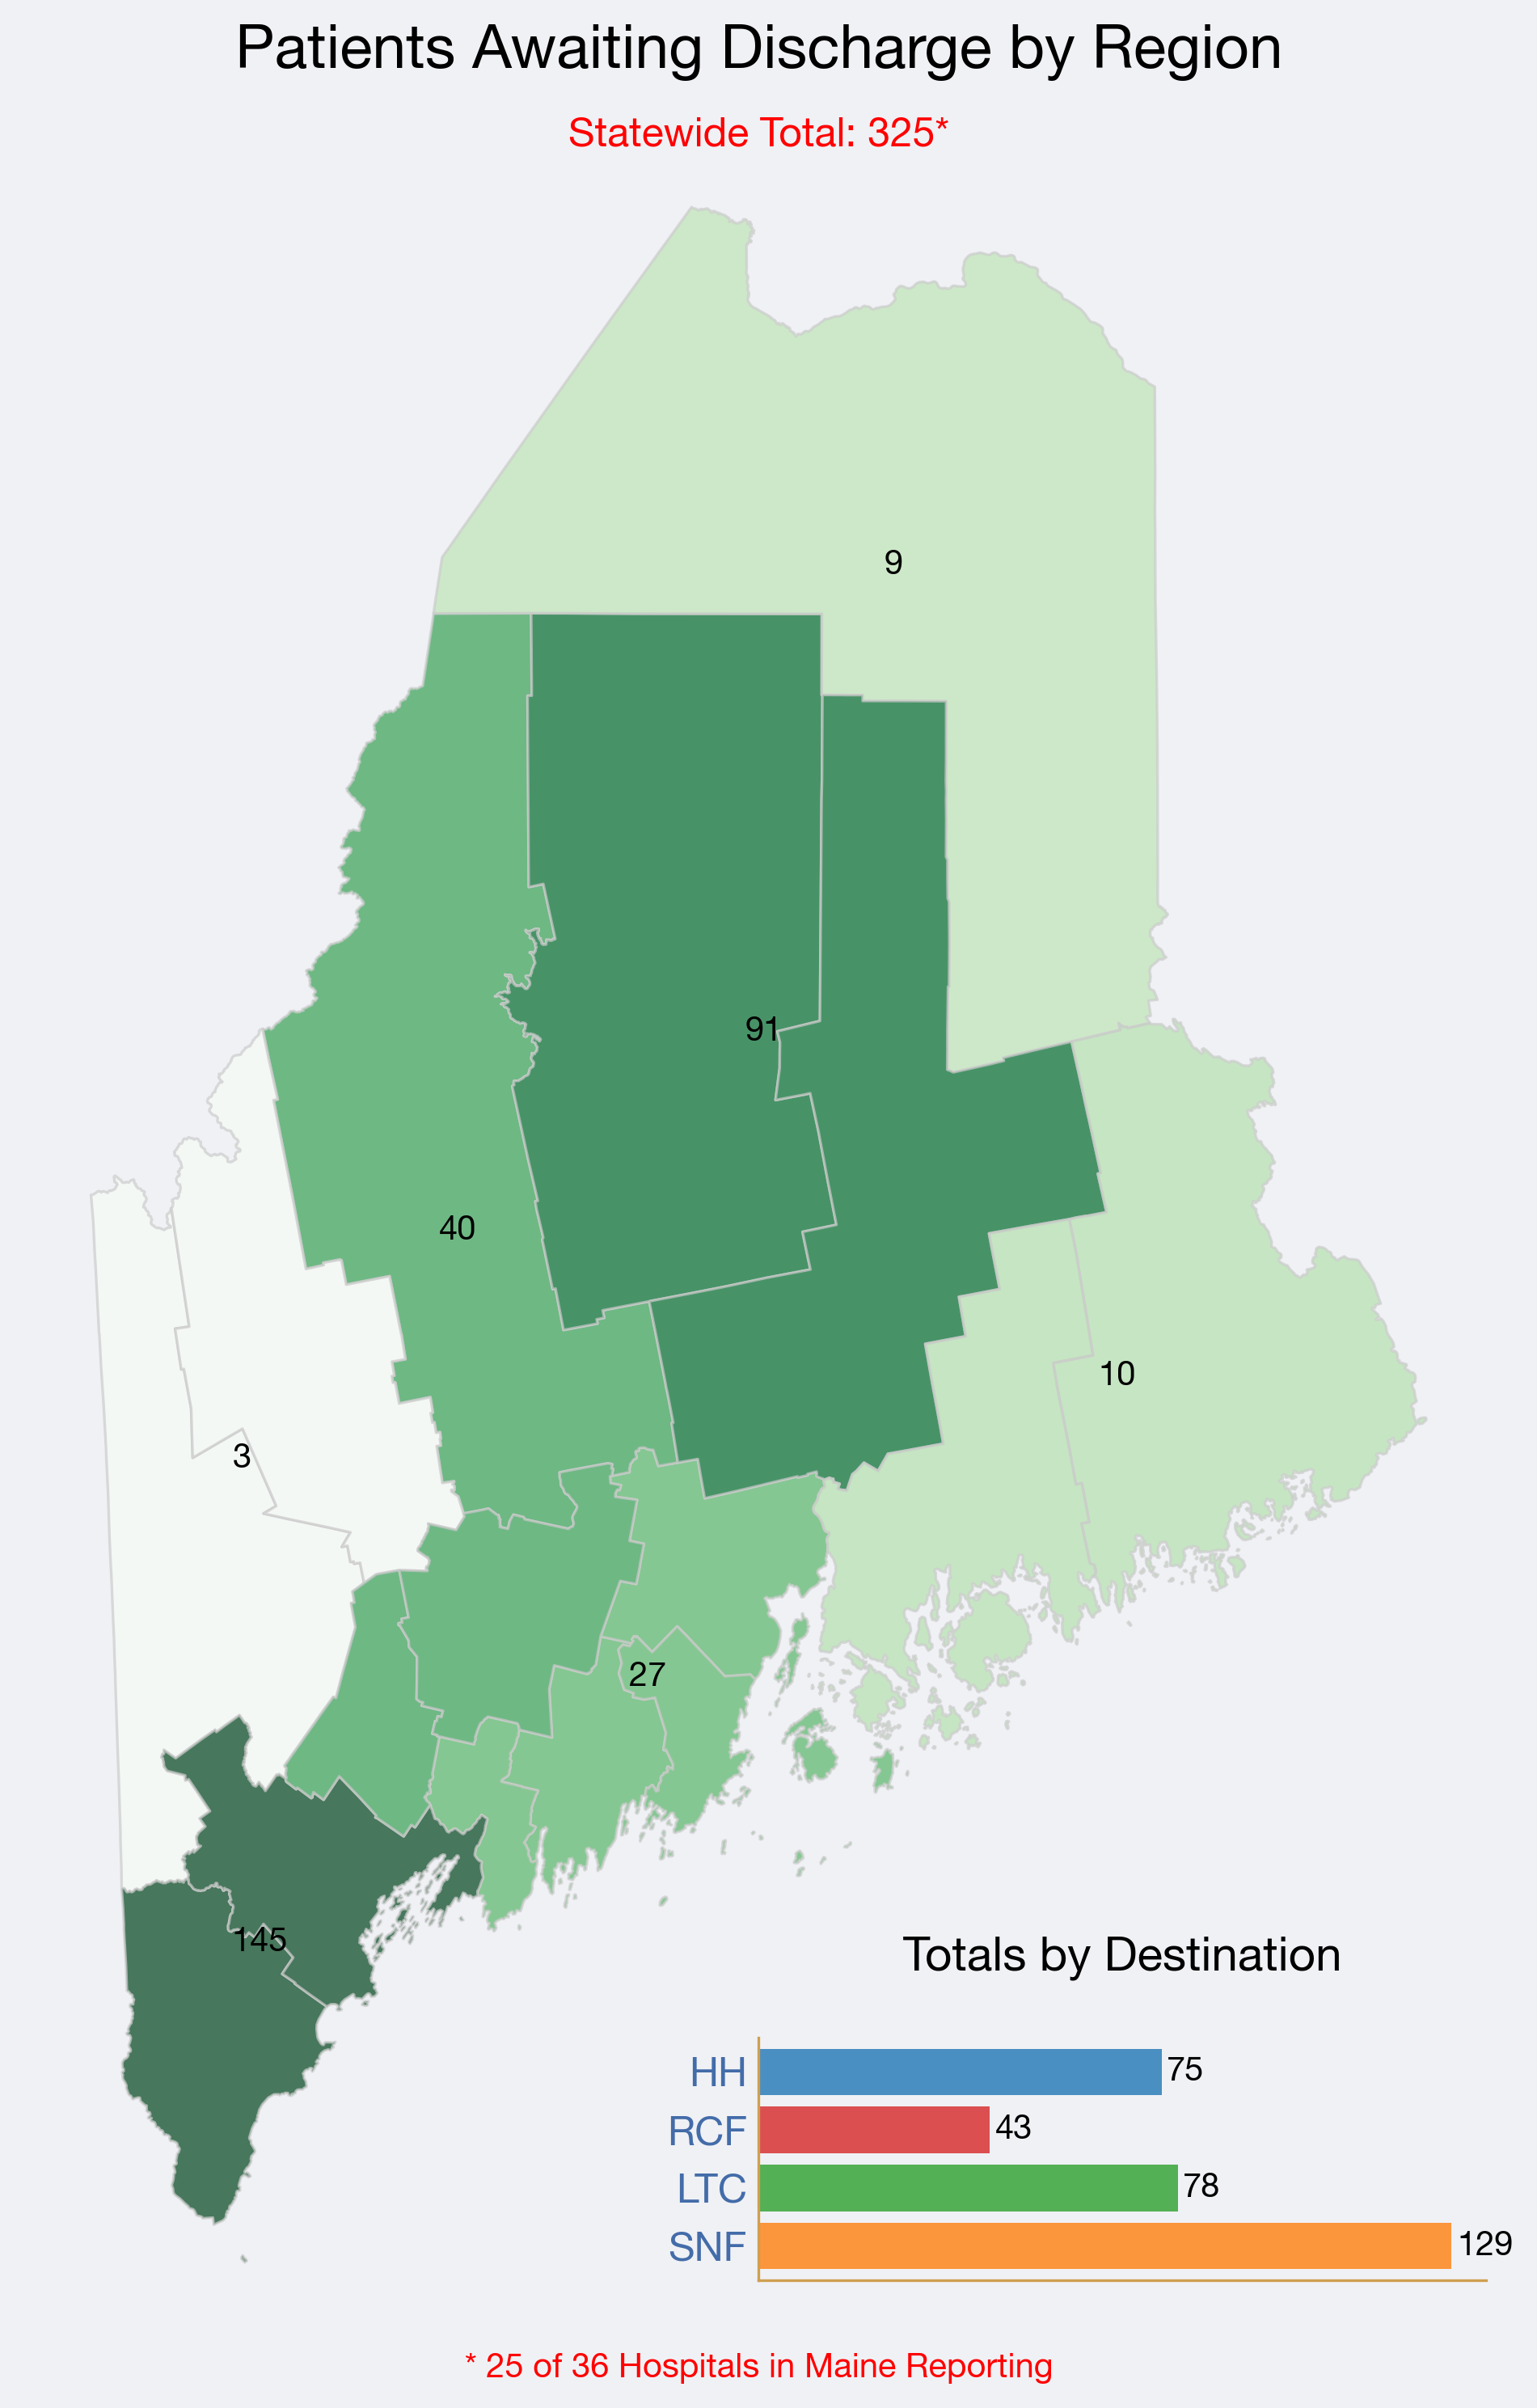 Patients Awaiting Discharge by Region
Statewide Total: 325*
9
91
40
10
3
27
145
Totals by Destination
HH 75
RCF 43
LTC 78
SNF 129
* 25 of 36 Hospitals in Maine Reporting